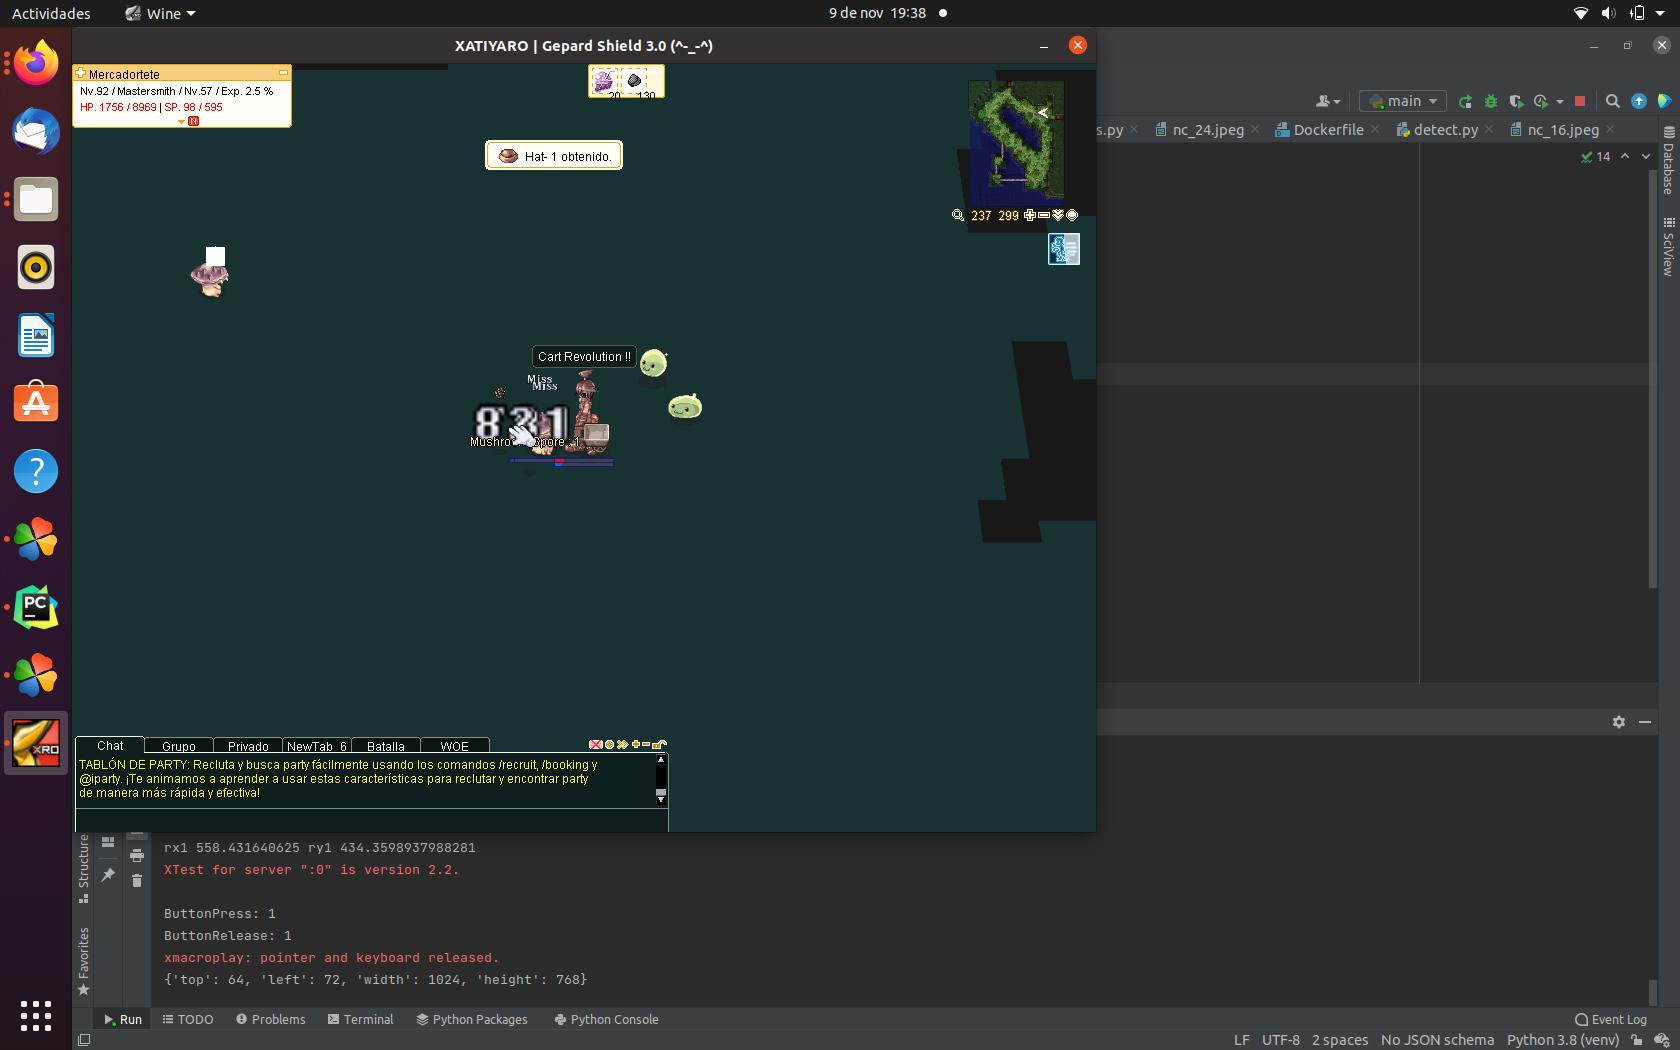 Actividades
Wine
9 de nov 19:38
XATIYARO | Gepard Shield 3.0 (^-_-^)
Mercadortete
Nv.92 / Mastersmith / Nv.57 / Exp. 2.5 %
HP. 1756 / 8969 | SP. 98 / 595
N
20
130
Hat- 1 obtenido.
237 299
main
s.py
nc_24.jpeg
Dockerfile
detect.py
nc_16.jpeg
14
Database
SciView
Cart Revolution !!
Miss
Miss
831
PC
XRO
Chat
Grupo
Privado
NewTab_6
Batalla
WOE
TABLÓN DE PARTY: Recluta y busca party fácilmente usando los comandos /recruit, /booking y
@iparty. ¡Te animamos a aprender a usar estas características para reclutar y encontrar party
de manera más rápida y efectiva!
Structure
Favorites
rx1 558.431640625 ry1 434.3598937988281
XTest for server ":0" is version 2.2.
ButtonPress: 1
ButtonRelease: 1
xmacroplay: pointer and keyboard released.
{'top': 64, 'left': 72, 'width': 1024, 'height': 768}
Run
TODO
Problems
Terminal
Python Packages
Python Console
Event Log
LF
UTF-8
2 spaces
No JSON schema
Python 3.8 (venv)